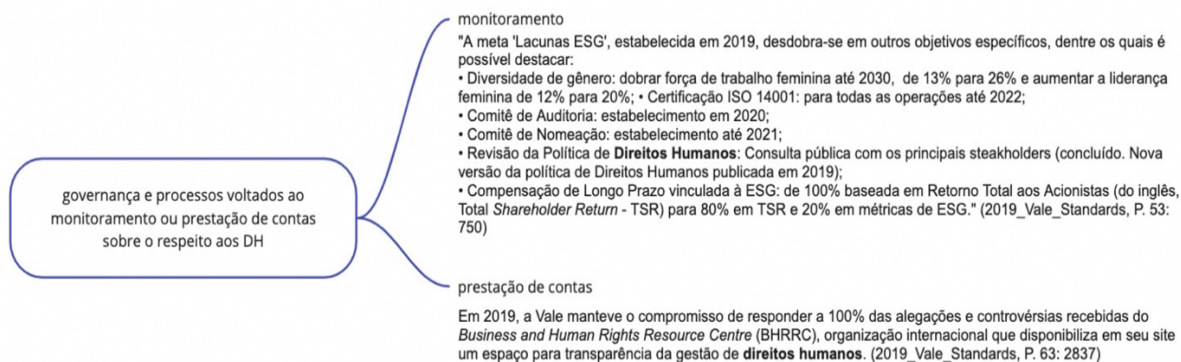 governança e processos voltados ao
monitoramento ou prestação de contas
sobre o respeito aos DH
monitoramento
"A meta 'Lacunas ESG', estabelecida em 2019, desdobra-se em outros objetivos específicos, dentre os quais é
possível destacar:
• Diversidade de gênero: dobrar força de trabalho feminina até 2030, de 13% para 26% e aumentar a liderança
feminina de 12% para 20%; • Certificação ISO 14001: para todas as operações até 2022;
• Comitê de Auditoria: estabelecimento em 2020;
• Comitê de Nomeação: estabelecimento até 2021;
• Revisão da Política de Direitos Humanos: Consulta pública com os principais steakholders (concluído. Nova
versão da política de Direitos Humanos publicada em 2019);
• Compensação de Longo Prazo vinculada à ESG: de 100% baseada em Retorno Total aos Acionistas (do inglês,
Total Shareholder Return - TSR) para 80% em TSR e 20% em métricas de ESG." (2019_Vale_Standards, P. 53:
750)
prestação de contas
Em 2019, a Vale manteve o compromisso de responder a 100% das alegações e controvérsias recebidas do
Business and Human Rights Resource Centre (BHRRC), organização internacional que disponibiliza em seu site
um espaço para transparência da gestão de direitos humanos. (2019_Vale_Standards, P. 63: 2837)